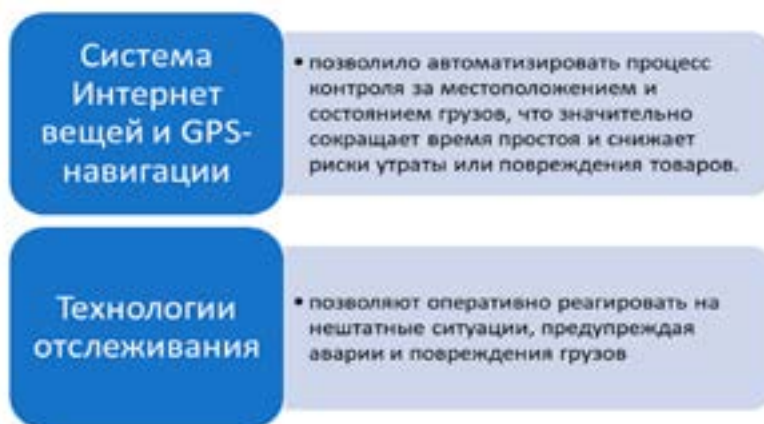 Система
Интернет
вещей и GPS-
навигации
• позволило автоматизировать процесс
контроля за местоположением и
состоянием грузов, что значительно
сокращает время простоя и снижает
риски утраты или повреждения товаров.
Технологии
отслеживания
• позволяют оперативно реагировать на
нештатные ситуации, предупреждая
аварии и повреждения грузов